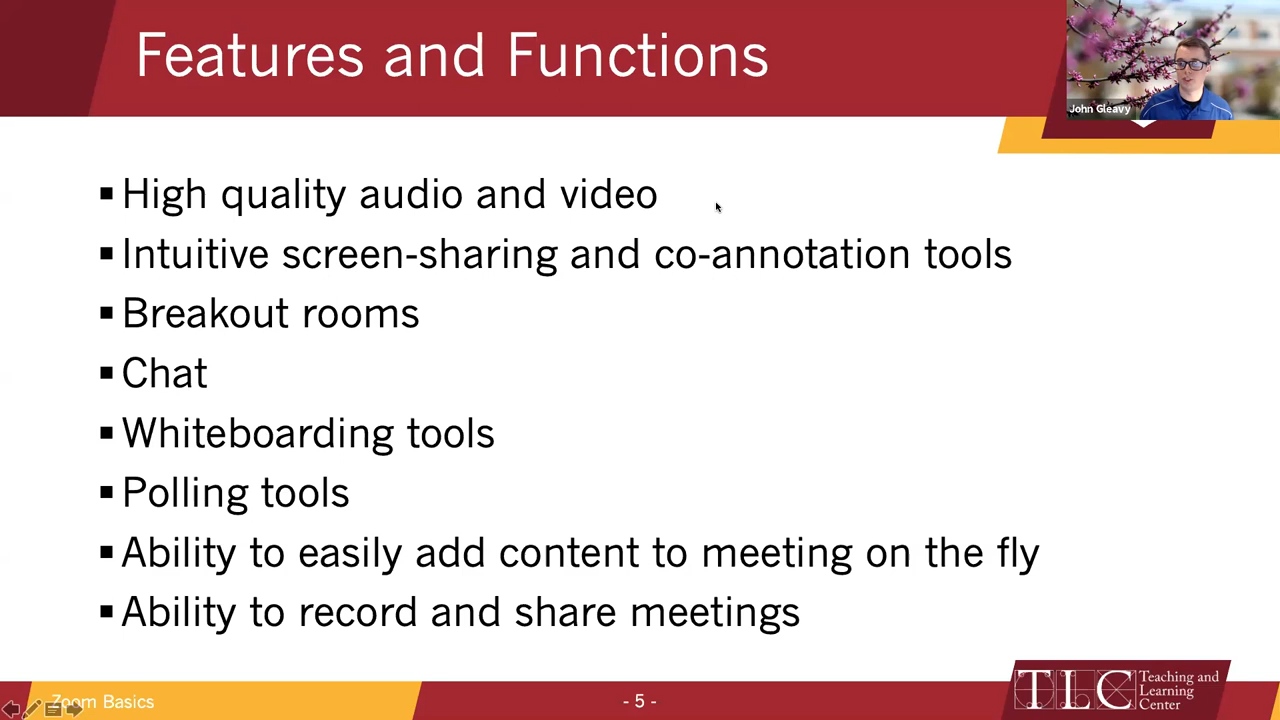 Features and Functions
John Gleavy
▪ High quality audio and video
▪ Intuitive screen-sharing and co-annotation tools
▪ Breakout rooms
▪ Chat
▪ Whiteboarding tools
▪ Polling tools
▪ Ability to easily add content to meeting on the fly
▪ Ability to record and share meetings
Zoom Basics
- 5 -
TLC
Teaching and
Learning
Center